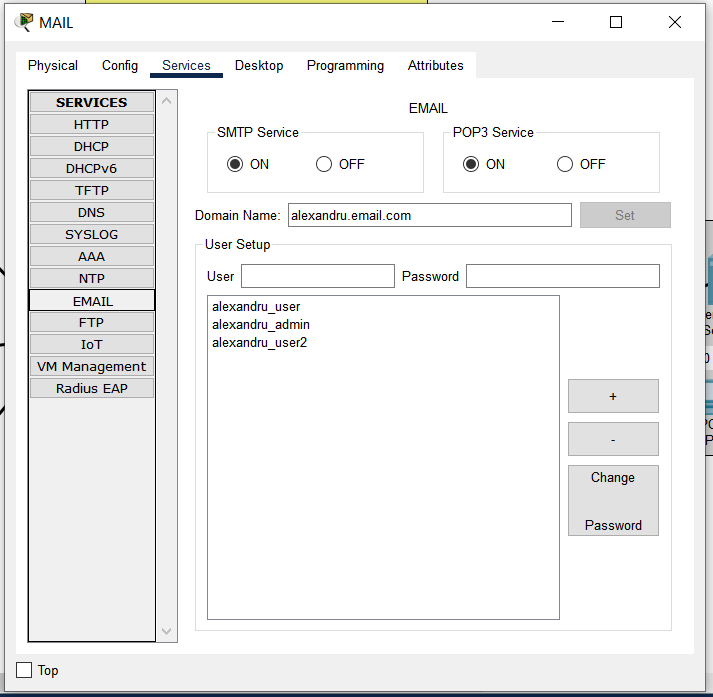 MAIL
Physical Config Services Desktop Programming Attributes
SERVICES
HTTP
DHCP
DHCPv6
TFTP
DNS
SYSLOG
AAA
NTP
EMAIL
FTP
IoT
VM Management
Radius EAP
EMAIL
SMTP Service
ON OFF
POP3 Service
ON OFF
Domain Name: alexandru.email.com Set
User Setup
User Password
alexandru_user
alexandru_admin
alexandru_user2
+
-
Change
Password
Top